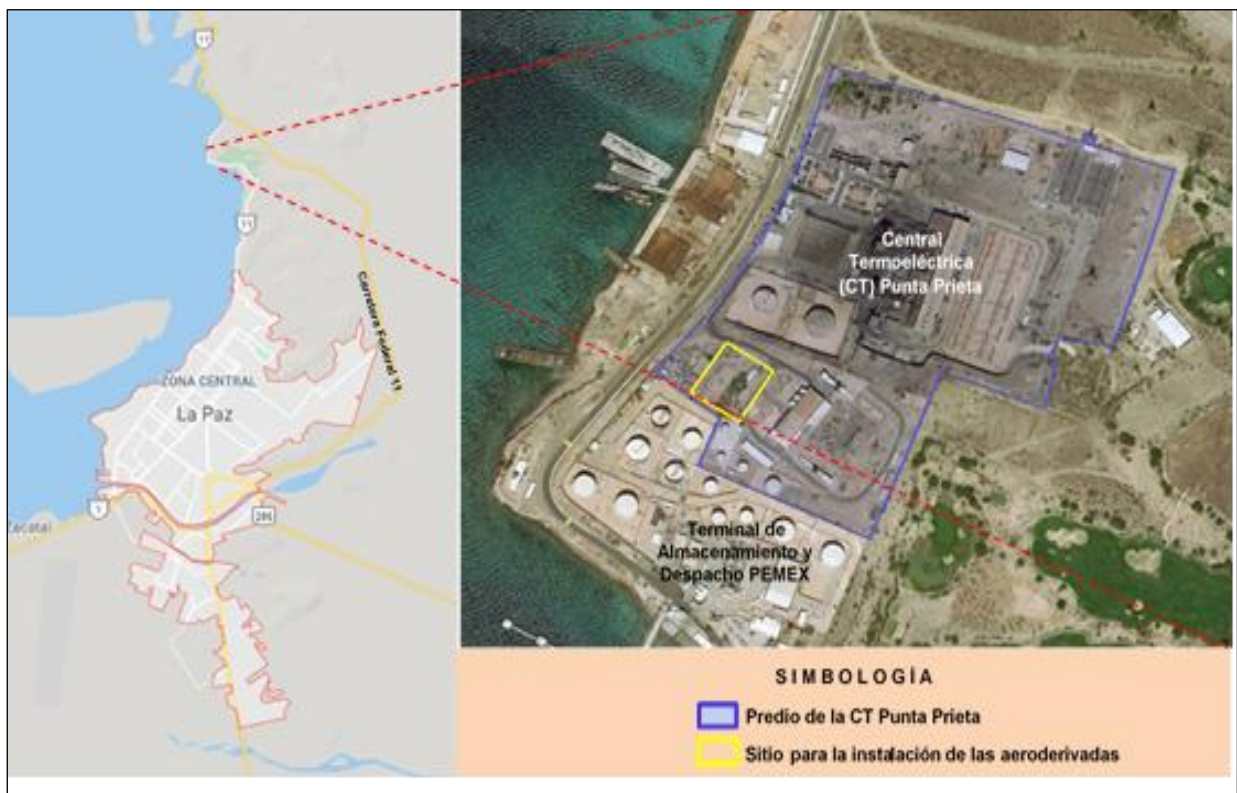 11
11
Carretera Federal 11
ZONA CENTRAL
La Paz
1
286
Central
Termoeléctrica
(CT) Punta Prieta
Terminal de
Almacenamiento y
Despacho PEMEX
SIMBOLOGÍA
Predio de la CT Punta Prieta
Sitio para la instalación de las aeroderivadas